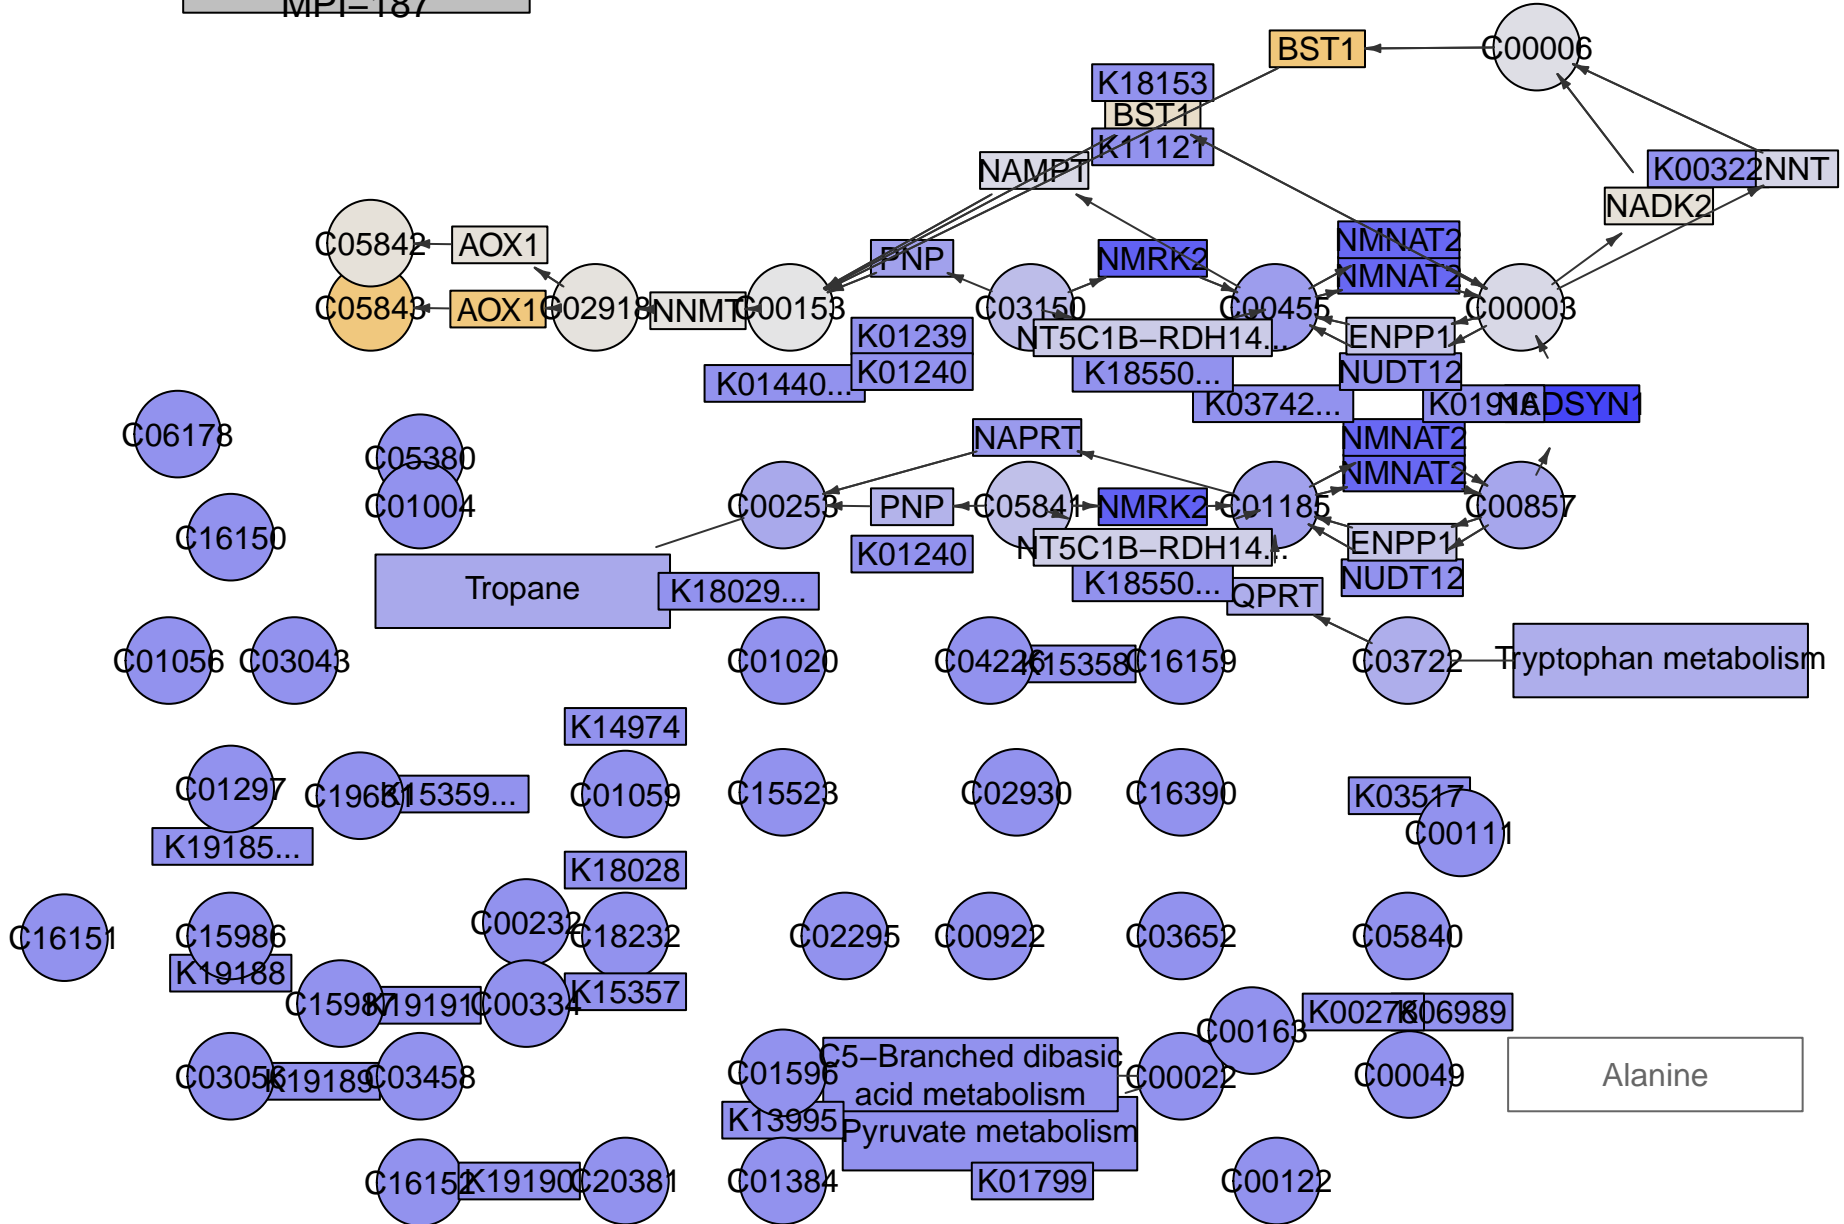 MPI−187
BST1
C00006
K18153
BST1
K11121
NAMPT
K00322
NNT
NADK2
C05842
AOX1
PNP
NMRK2
NMNAT2
NMNAT2
C05843
AOX1
C02918
NNMT
C00153
C03150
C00455
C00003
K01239
NT5C1B−RDH14...
ENPP1
K01440...
K01240
K18550...
NUDT12
K03742...
K01916
NADSYN1
C06178
C05380
NAPRT
NMNAT2
NMNAT2
C01004
C00253
PNP
C05841
NMRK2
C01185
C00857
C16150
K01240
NT5C1B−RDH14...
ENPP1
Tropane
K18029...
K18550...
NUDT12
QPRT
C01056
C03043
C01020
C04226
K15358
C16159
C03722
Tryptophan metabolism
K14974
C01297
C19631
K15359...
C01059
C15523
C02930
C16390
K03517
C00111
K19185...
K18028
C16151
C15986
C00232
C18232
C02295
C00922
C03652
C05840
K19188
C15987
K19191
C00334
K15357
C00163
K00278
K06989
C03056
K19189
C03458
C01596
C5−Branched dibasic
acid metabolism
C00022
C00049
Alanine
K13995
Pyruvate metabolism
C16152
K19190
C20381
C01384
K01799
C00122